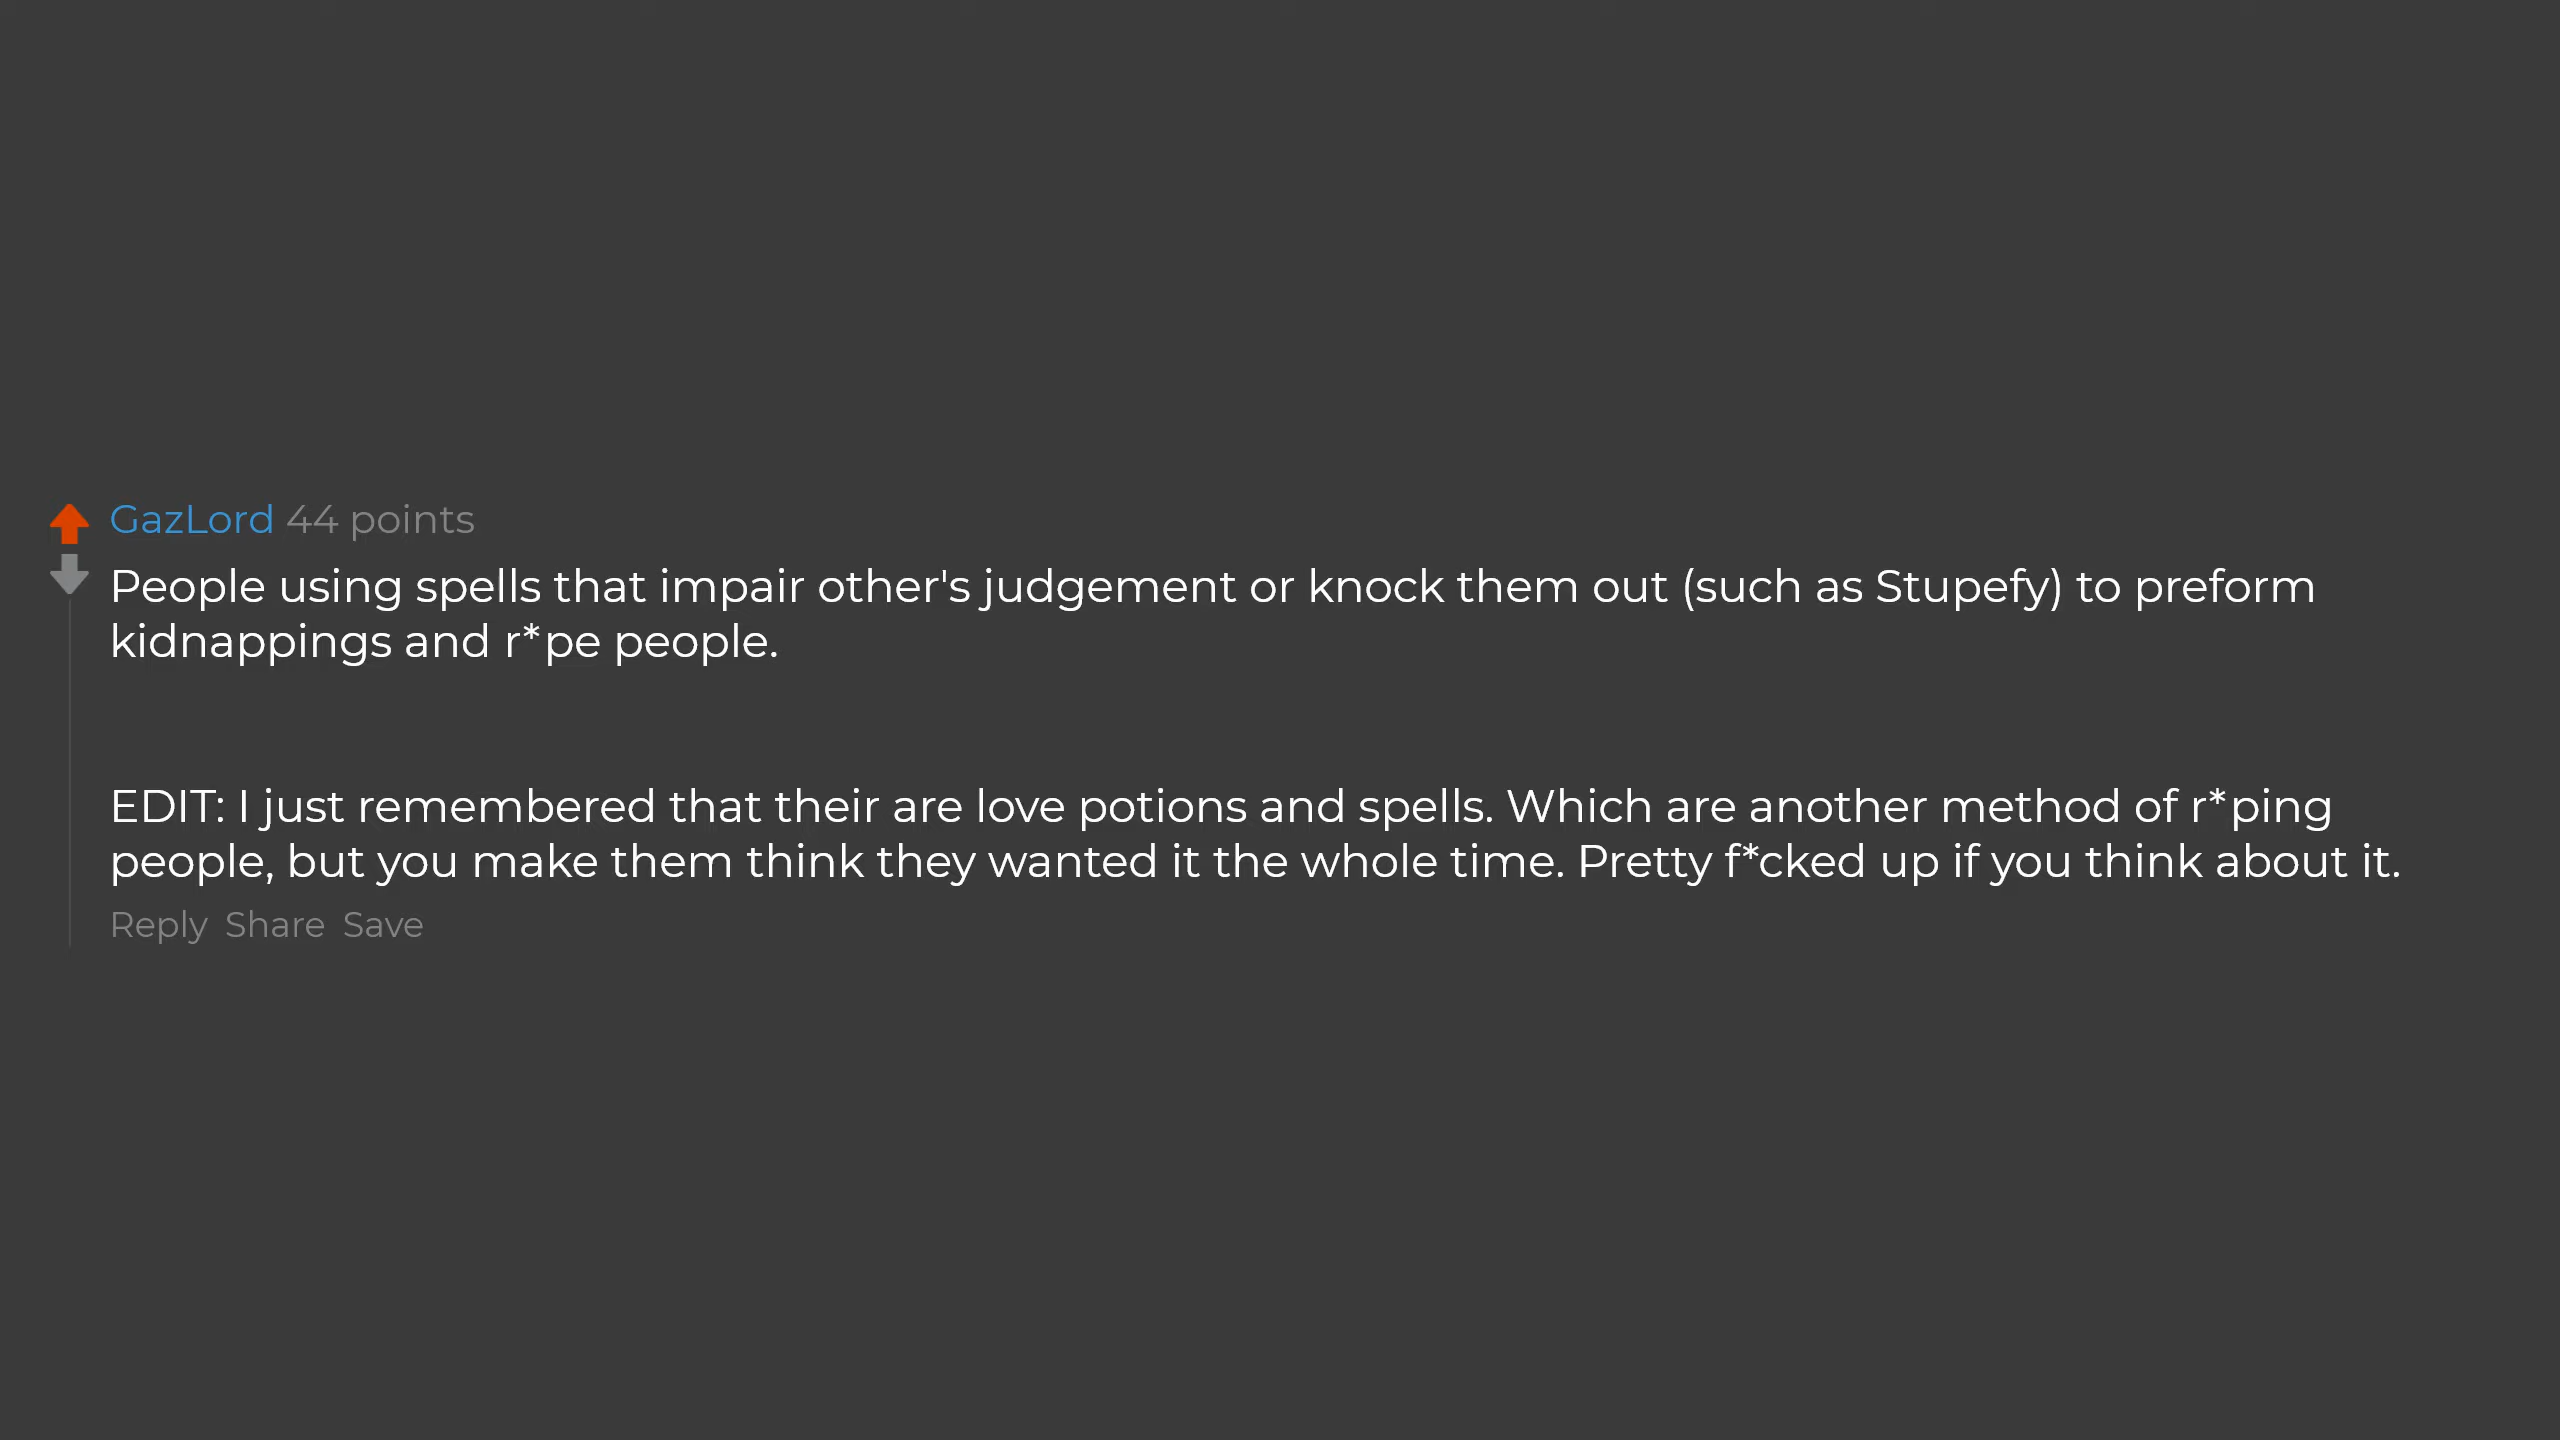 GazLord 44 points
People using spells that impair other's judgement or knock them out (such as Stupefy) to preform
kidnappings and r*pe people.
EDIT: I just remembered that their are love potions and spells. Which are another method of r*ping
people, but you make them think they wanted it the whole time. Pretty f*cked up if you think about it.
Reply Share Save